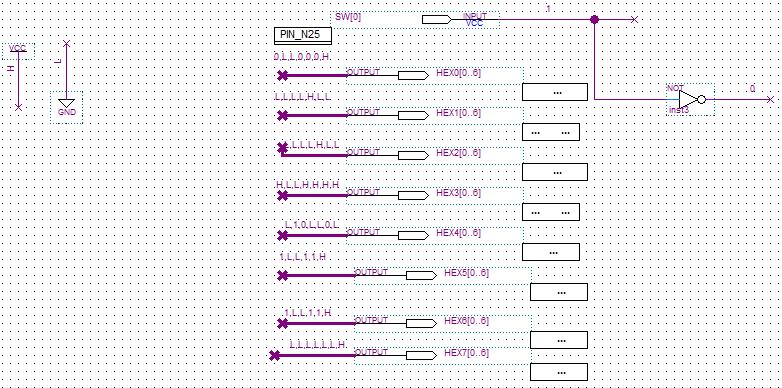 SW[0]
INPUT
VCC
1
PIN_N25
VCC
H
L
GND
0,L,L,0,0,0,H
OUTPUT
HEX0[0..6]
...
NOT
inst3
0
L,L,L,L,H,L,L
OUTPUT
HEX1[0..6]
... ...
L,L,L,H,L,L
OUTPUT
HEX2[0..6]
...
H,L,L,H,H,H,H
OUTPUT
HEX3[0..6]
... ...
L,1,0,L,L,0,L
OUTPUT
HEX4[0..6]
...
1,L,L,1,1,H
OUTPUT
HEX5[0..6]
...
1,L,L,1,1,H
OUTPUT
HEX6[0..6]
...
L,L,L,L,L,L,H
OUTPUT
HEX7[0..6]
...